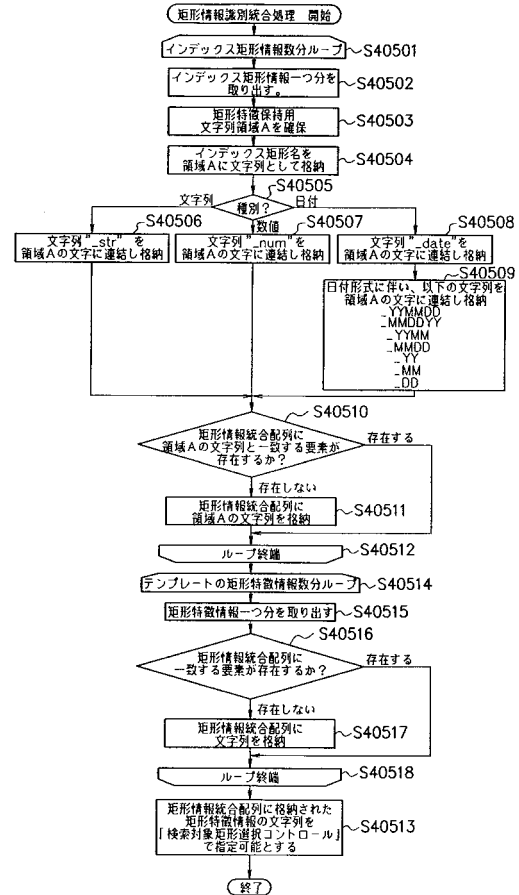 矩形情報識別統合処理 開始
インデックス矩形情報数分ループ
S40501
インデックス矩形情報一つ分を
取り出す。
S40502
矩形特徴保持用
文字列領域Aを確保
S40503
インデックス矩形名を
領域Aに文字列として格納
S40504
S40505
種別?
文字列
数値
日付
S40506
文字列"_str"を
領域Aの文字に連結し格納
S40507
文字列"_num"を
領域Aの文字に連結し格納
S40508
文字列"_date"を
領域Aの文字に連結し格納
S40509
日付形式に伴い、以下の文字列を
領域Aの文字に連結し格納
_YYMMDD
_MMDDYY
_YYMM
_MMDD
_YY
_MM
_DD
S40510
矩形情報統合配列に
領域Aの文字列と一致する要素が
存在するか?
存在する
存在しない
矩形情報統合配列に
領域Aの文字列を格納
S40511
ループ終端
S40512
テンプレートの矩形特徴情報数分ループ
S40514
矩形特徴情報一つ分を取り出す
S40515
S40516
矩形情報統合配列に
一致する要素が存在するか?
存在する
存在しない
矩形情報統合配列に
文字列を格納
S40517
ループ終端
S40518
矩形情報統合配列に格納された
矩形特徴情報の文字列を
「検索対象矩形選択コントロール」
で指定可能とする
S40513
終了